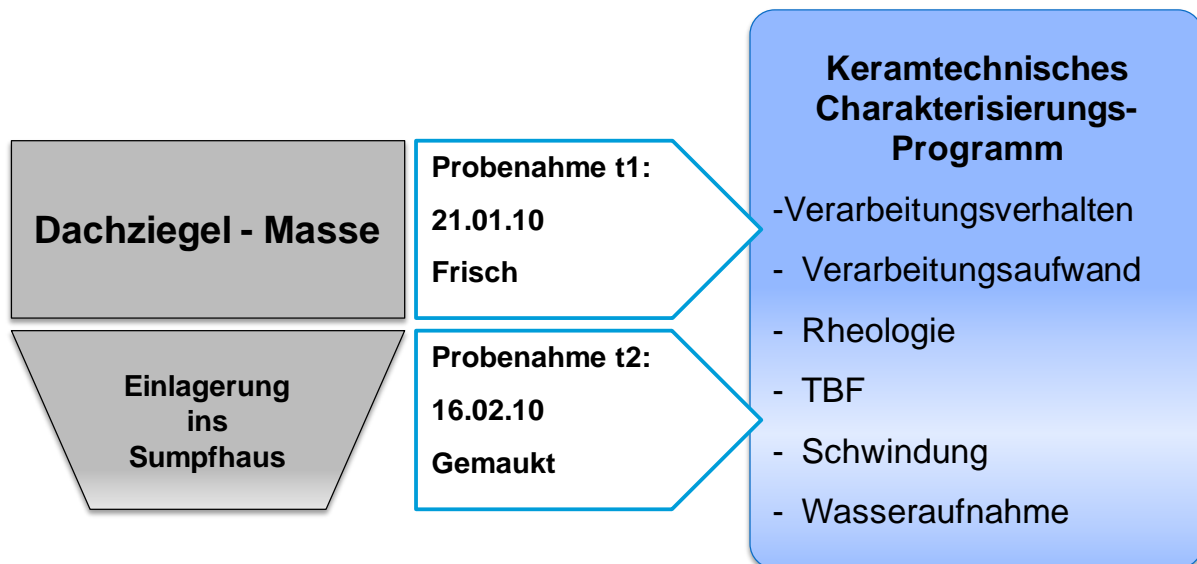 Dachziegel - Masse
Einlagerung
ins
Sumpfhaus
Probenahme t1:
21.01.10
Frisch
Probenahme t2:
16.02.10
Gemaukt
Keramtechnisches
Charakterisierungs-
Programm
-Verarbeitungsverhalten
- Verarbeitungsaufwand
- Rheologie
- TBF
- Schwindung
- Wasseraufnahme